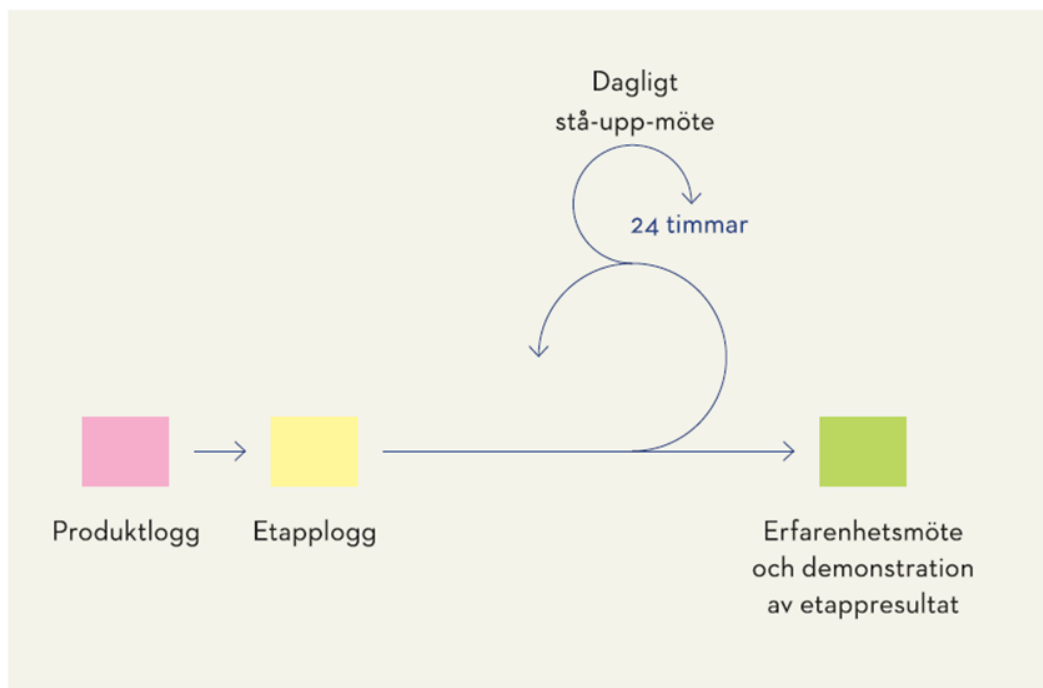 Dagligt
stå-upp-möte
24 timmar
Produktlogg
Etapplogg
Erfarenhetsmöte
och demonstration
av etappresultat